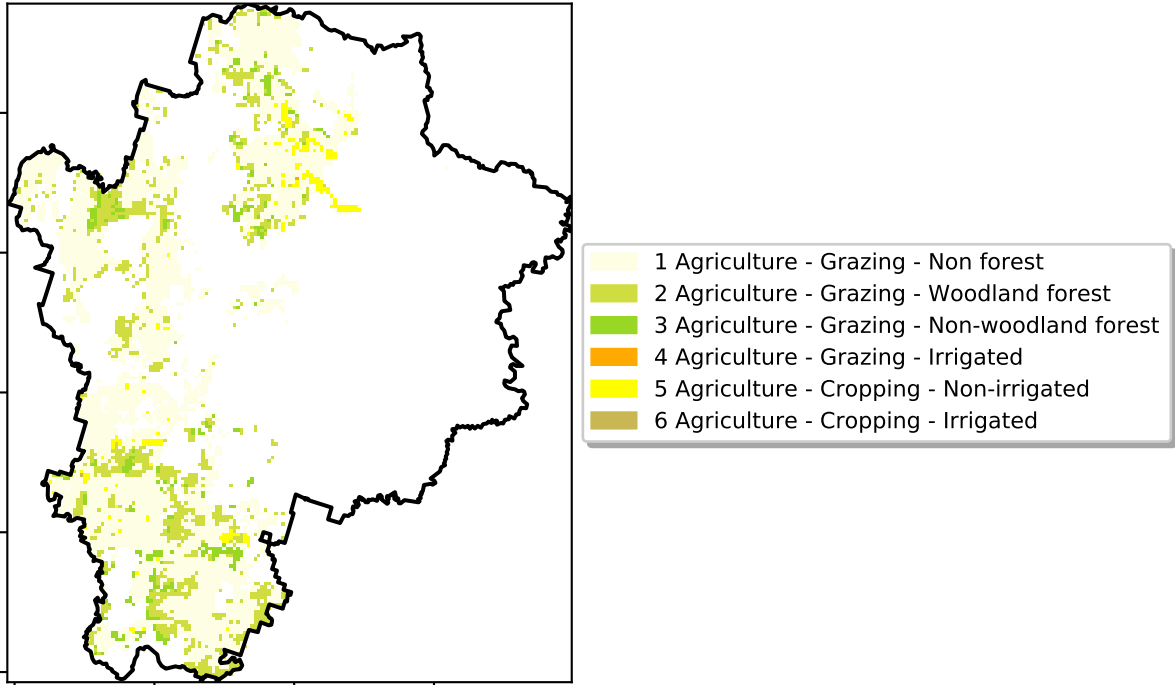 1 Agriculture - Grazing - Non forest
2 Agriculture - Grazing - Woodland forest
3 Agriculture - Grazing - Non-woodland forest
4 Agriculture - Grazing - Irrigated
5 Agriculture - Cropping - Non-irrigated
6 Agriculture - Cropping - Irrigated